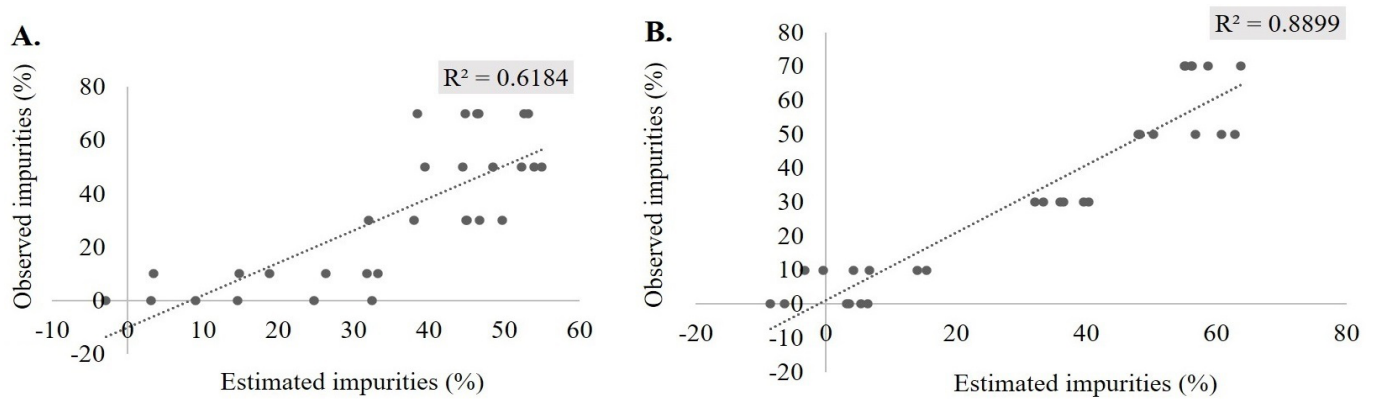 A.
R² = 0.6184
Observed impurities (%)
80
60
40
20
0
-20
-10 0 10 20 30 40 50 60
Estimated impurities (%)
B.
R² = 0.8899
Observed impurities (%)
80
70
60
50
40
30
20
10
0
-10
-20
-20 0 20 40 60 80
Estimated impurities (%)